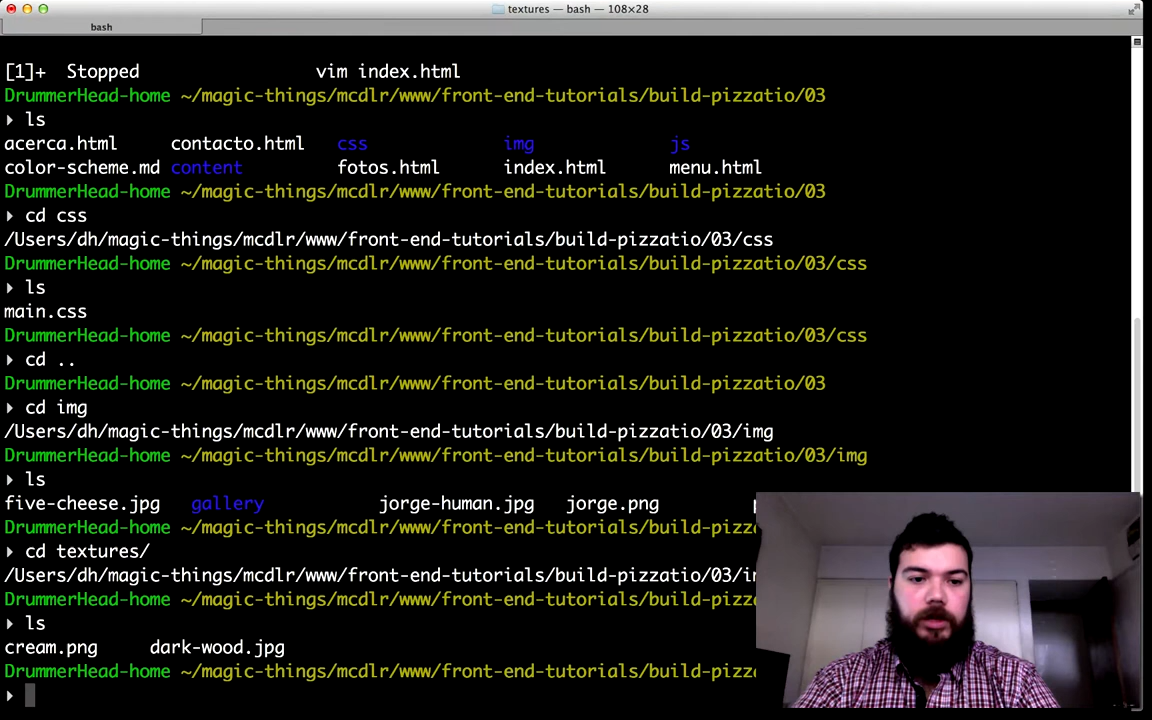 textures — bash — 108×28
bash
[1]+  Stopped                 vim index.html
DrummerHead-home ~/magic-things/mcdlr/www/front-end-tutorials/build-pizzatio/03
ls
acerca.html     contacto.html   css             img             js
color-scheme.md content         fotos.html      index.html      menu.html
DrummerHead-home ~/magic-things/mcdlr/www/front-end-tutorials/build-pizzatio/03
cd css
/Users/dh/magic-things/mcdlr/www/front-end-tutorials/build-pizzatio/03/css
DrummerHead-home ~/magic-things/mcdlr/www/front-end-tutorials/build-pizzatio/03/css
ls
main.css
DrummerHead-home ~/magic-things/mcdlr/www/front-end-tutorials/build-pizzatio/03/css
cd ..
DrummerHead-home ~/magic-things/mcdlr/www/front-end-tutorials/build-pizzatio/03
cd img
/Users/dh/magic-things/mcdlr/www/front-end-tutorials/build-pizzatio/03/img
DrummerHead-home ~/magic-things/mcdlr/www/front-end-tutorials/build-pizzatio/03/img
ls
five-cheese.jpg   gallery           jorge-human.jpg   jorge.png
DrummerHead-home ~/magic-things/mcdlr/www/front-end-tutorials/build-pizza
cd textures/
/Users/dh/magic-things/mcdlr/www/front-end-tutorials/build-pizzatio/03/i
DrummerHead-home ~/magic-things/mcdlr/www/front-end-tutorials/build-pizza
ls
cream.png     dark-wood.jpg
DrummerHead-home ~/magic-things/mcdlr/www/front-end-tutorials/build-pizza